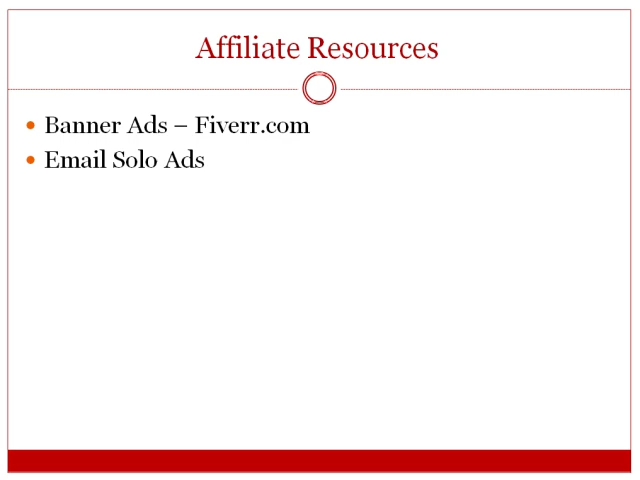 Affiliate Resources
Banner Ads – Fiverr.com
Email Solo Ads